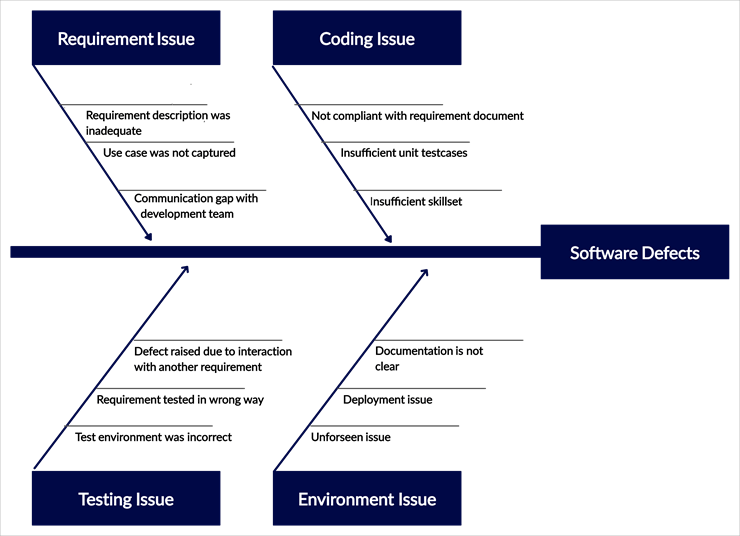 Requirement Issue
Coding Issue
Requirement description was
inadequate
Use case was not captured
Communication gap with
development team
Not compliant with requirement document
Insufficient unit testcases
Insufficient skillset
Software Defects
Defect raised due to interaction
with another requirement
Requirement tested in wrong way
Test environment was incorrect
Documentation is not
clear
Deployment issue
Unforseen issue
Testing Issue
Environment Issue